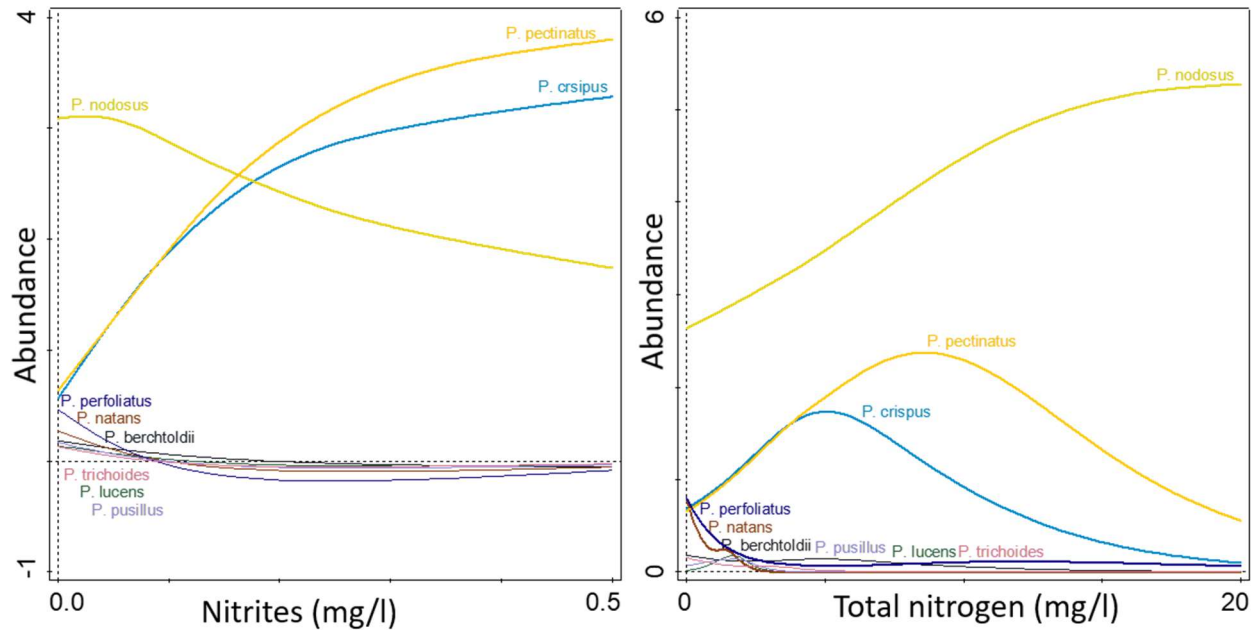 4
P. pectinatus
P. crsipus
P. nodosus
Abundance
P. perfoliatus
P. natans
P. berchtoldii
P. trichoides
P. lucens
P. pusillus
-1
0.0
Nitrites (mg/l)
0.5
6
P. nodosus
Abundance
P. pectinatus
P. crispus
P. perfoliatus
P. natans
P. berchtoldii P. pusillus P. lucens P. trichoides
0
0
Total nitrogen (mg/l)
20